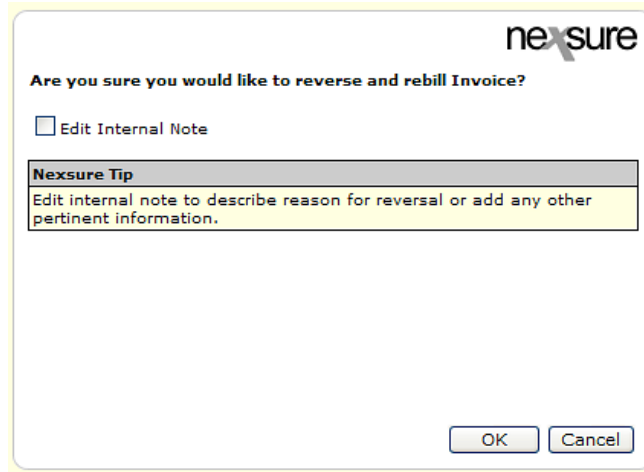 nexsure
Are you sure you would like to reverse and rebill Invoice?
Edit Internal Note
Nexsure Tip
Edit internal note to describe reason for reversal or add any other
pertinent information.
OK Cancel